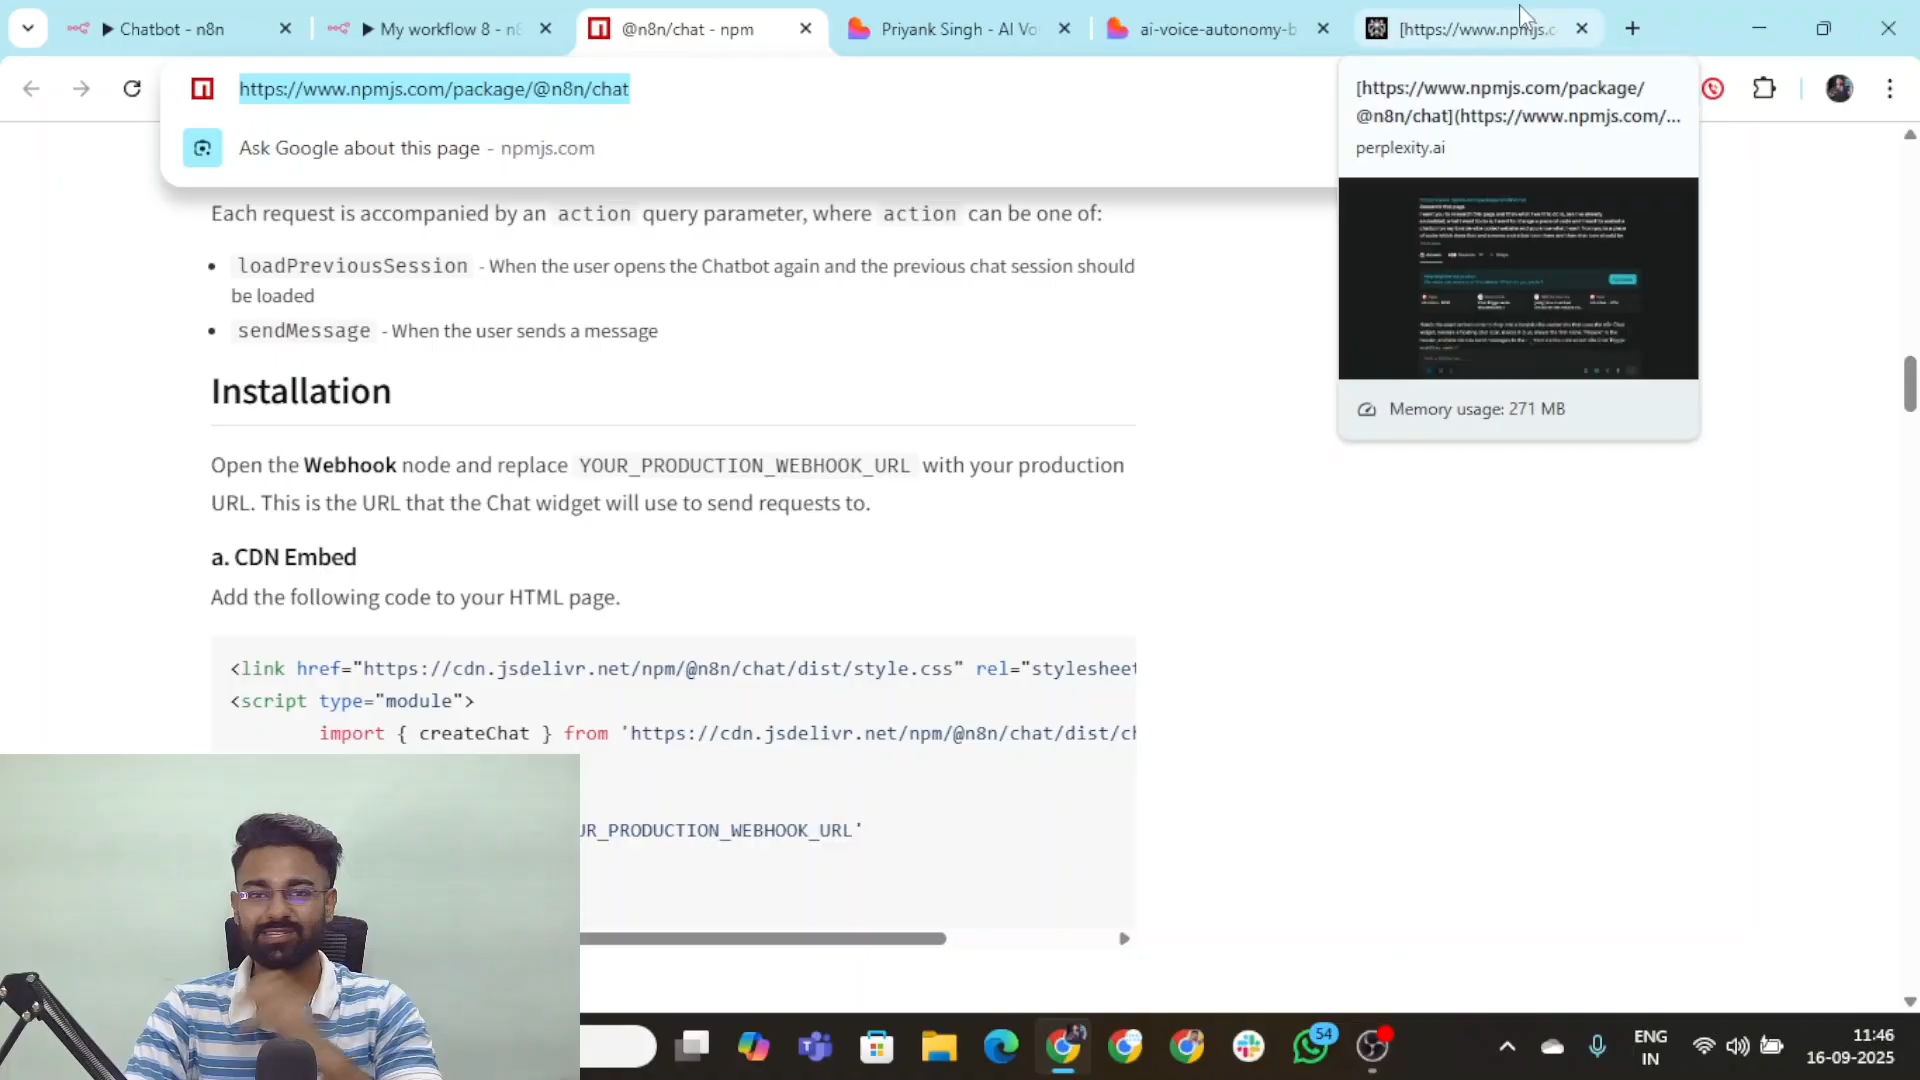 Chatbot - n8n
My workflow 8 - n8
@n8n/chat - npm
Priyank Singh - AI Vo
ai-voice-autonomy-b
[https://www.npmjs.c
https://www.npmjs.com/package/@n8n/chat
Ask Google about this page - npmjs.com
[https://www.npmjs.com/package/
@n8n/chat](https://www.npmjs.com/...
perplexity.ai
Memory usage: 271 MB
Each request is accompanied by an action query parameter, where action can be one of:
loadPreviousSession - When the user opens the Chatbot again and the previous chat session should
be loaded
sendMessage - When the user sends a message
Installation
Open the Webhook node and replace YOUR_PRODUCTION_WEBHOOK_URL with your production
URL. This is the URL that the Chat widget will use to send requests to.
a. CDN Embed
Add the following code to your HTML page.
<link href="https://cdn.jsdelivr.net/npm/@n8n/chat/dist/style.css" rel="stylesheet
<script type="module">
import { createChat } from 'https://cdn.jsdelivr.net/npm/@n8n/chat/dist/ch
UR_PRODUCTION_WEBHOOK_URL'
54
ENG
IN
11:46
16-09-2025